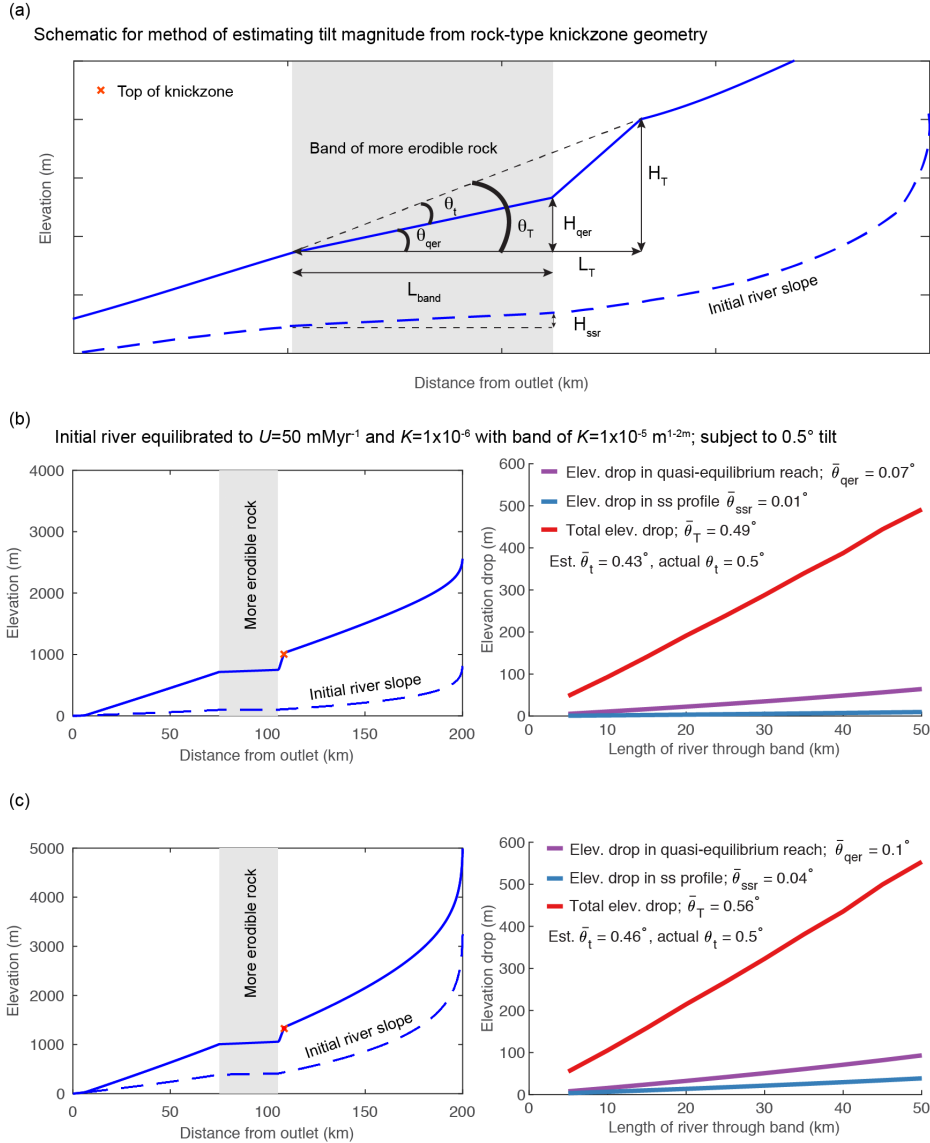 (a)
Schematic for method of estimating tilt magnitude from rock-type knickzone geometry
Top of knickzone
Band of more erodible rock
Elevation (m)
θt
θqer
θT
Hqer
HT
LT
Lband
Hssr
Initial river slope
Distance from outlet (km)
(b)
Initial river equilibrated to U=50 mMyr-1 and K=1x10-6 with band of K=1x10-5 m1-2m; subject to 0.5° tilt
4000
3000
2000
1000
0
Elevation (m)
More erodible rock
Initial river slope
0 50 100 150 200
Distance from outlet (km)
600
500
400
300
200
100
0
Elevation drop (m)
Elev. drop in quasi-equilibrium reach; θ̄qer = 0.07°
Elev. drop in ss profile θ̄ssr = 0.01°
Total elev. drop; θ̄T = 0.49°
Est. θ̄t = 0.43°, actual θt = 0.5°
0 10 20 30 40 50
Length of river through band (km)
(c)
5000
4000
3000
2000
1000
0
Elevation (m)
More erodible rock
Initial river slope
0 50 100 150 200
Distance from outlet (km)
600
500
400
300
200
100
0
Elevation drop (m)
Elev. drop in quasi-equilibrium reach; θ̄qer = 0.1°
Elev. drop in ss profile; θ̄ssr = 0.04°
Total elev. drop; θ̄T = 0.56°
Est. θ̄t = 0.46°, actual θt = 0.5°
0 10 20 30 40 50
Length of river through band (km)